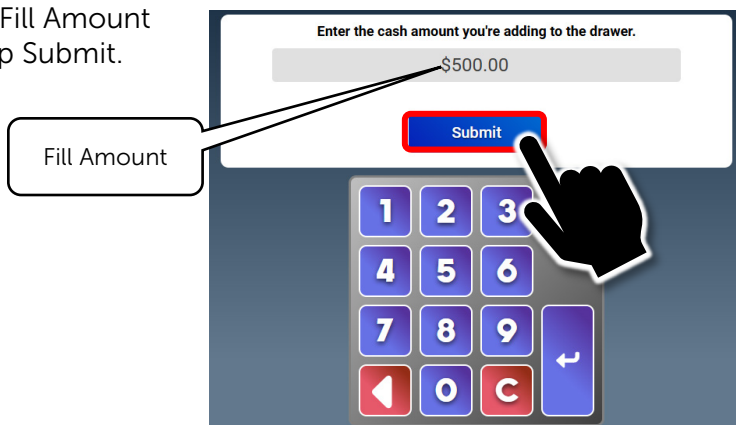 Fill Amount
p Submit.
Enter the cash amount you're adding to the drawer.
$500.00
Submit
Fill Amount
1 2 3
4 5 6
7 8 9
0 C